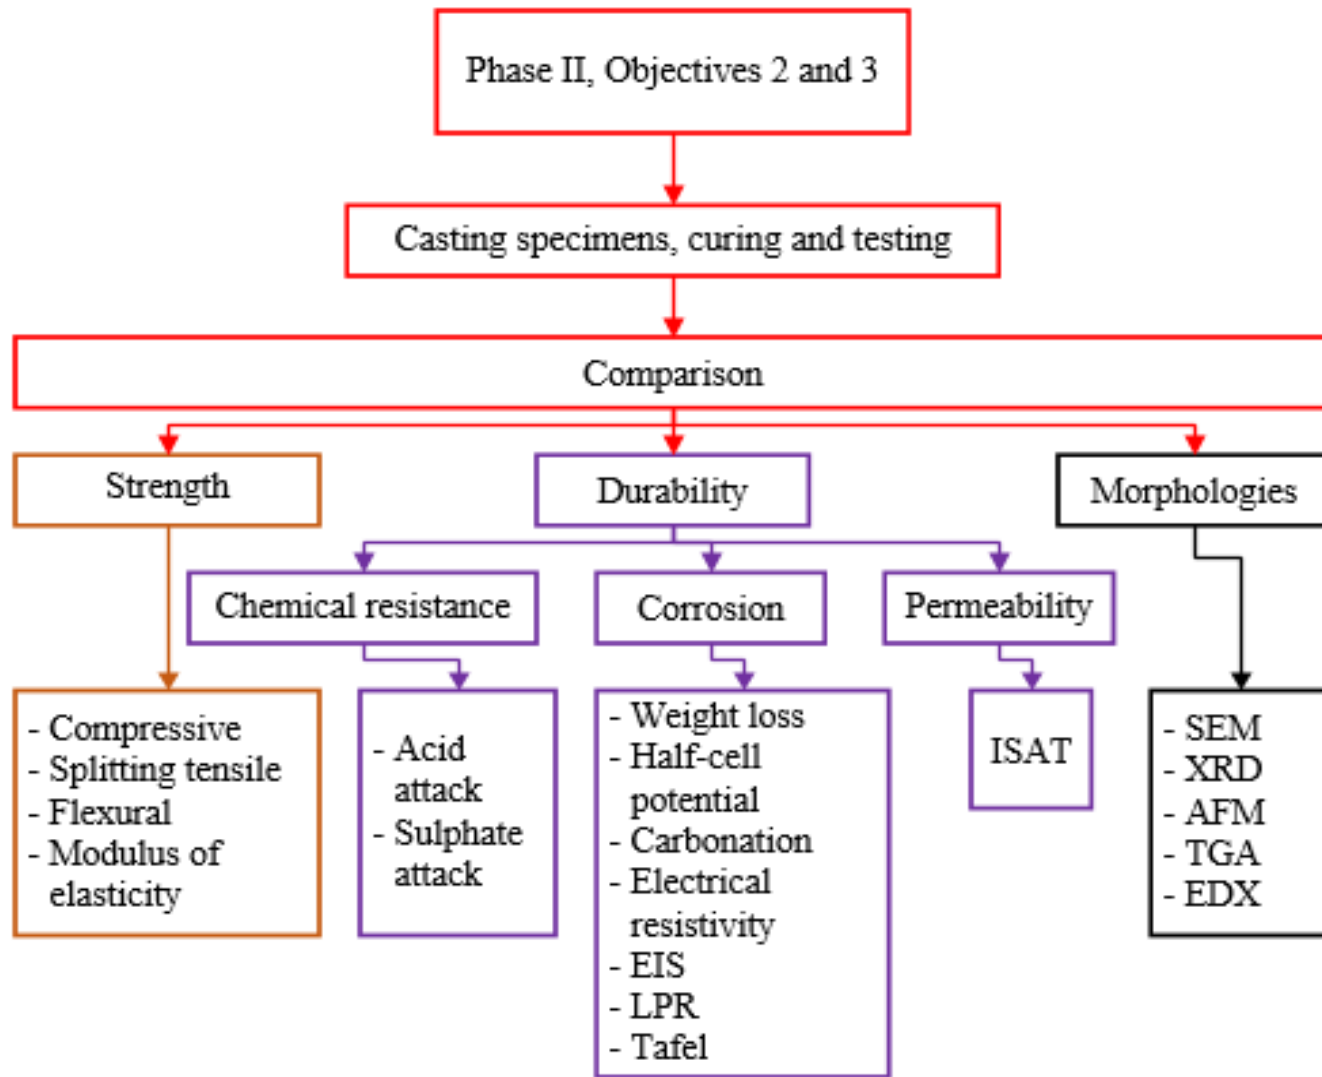 Phase II, Objectives 2 and 3
Casting specimens, curing and testing
Comparison
Strength
Durability
Morphologies
Chemical resistance
Corrosion
Permeability
- Compressive
- Splitting tensile
- Flexural
- Modulus of
elasticity
- Acid
attack
- Sulphate
attack
- Weight loss
- Half-cell
potential
- Carbonation
- Electrical
resistivity
- EIS
- LPR
- Tafel
ISAT
- SEM
- XRD
- AFM
- TGA
- EDX